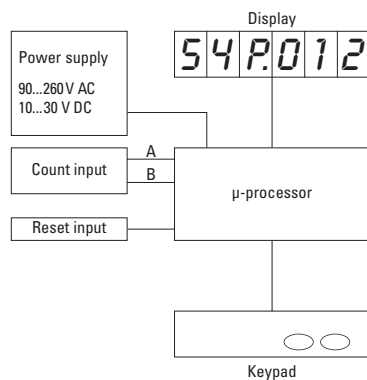 Display
54P.012
Power supply
90...260 V AC
10...30 V DC
A
Count input
B
µ-processor
Reset input
Keypad